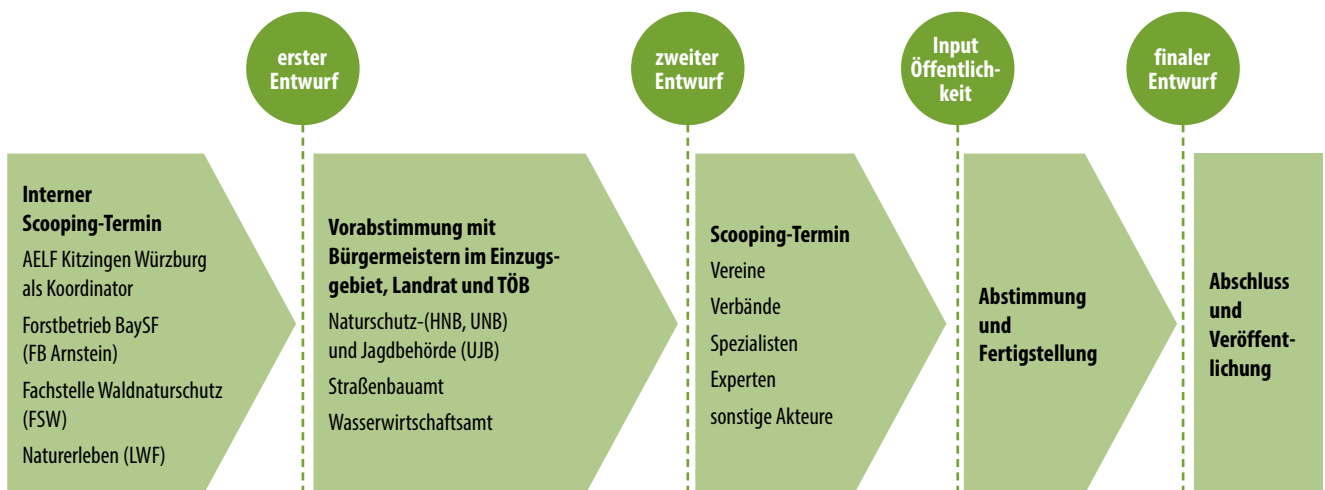 erster
Entwurf
zweiter
Entwurf
Input
Öffentlich-
keit
finaler
Entwurf
Interner
Scooping-Termin
AELF Kitzingen Würzburg
als Koordinator
Forstbetrieb BaySF
(FB Arnstein)
Fachstelle Waldnaturschutz
(FSW)
Naturerleben (LWF)
Vorabstimmung mit
Bürgermeistern im Einzugs-
gebiet, Landrat und TÖB
Naturschutz-(HNB, UNB)
und Jagdbehörde (UJB)
Straßenbauamt
Wasserwirtschaftsamt
Scooping-Termin
Vereine
Verbände
Spezialisten
Experten
sonstige Akteure
Abstimmung
und
Fertigstellung
Abschluss
und
Veröffent-
lichung